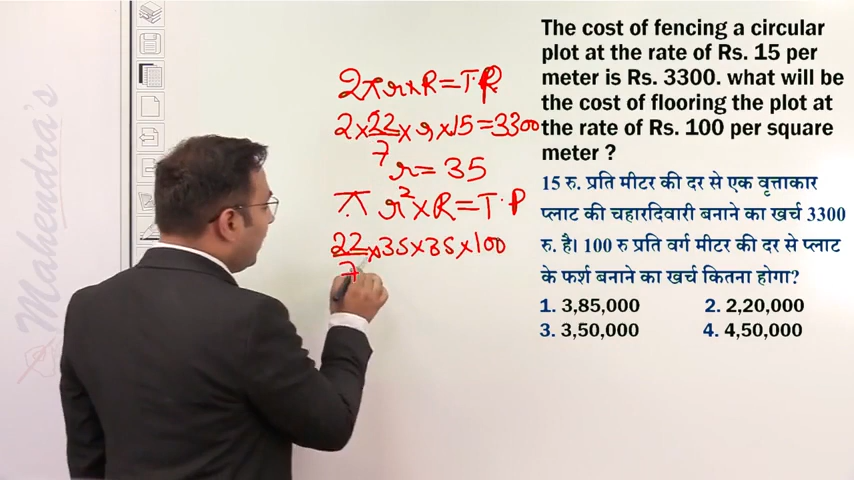 Mahendra's
2πr×R=T.P.
2×22/7×r×15=3300
r=35
πr²×R=T.P
22/7×35×35×100
The cost of fencing a circular
plot at the rate of Rs. 15 per
meter is Rs. 3300. what will be
the cost of flooring the plot at
the rate of Rs. 100 per square
meter ?
15 रु. प्रति मीटर की दर से एक वृत्ताकार
प्लाट की चहारदिवारी बनाने का खर्च 3300
रु. है। 100 रु प्रति वर्ग मीटर की दर से प्लाट
के फर्श बनाने का खर्च कितना होगा?
1. 3,85,000 2. 2,20,000
3. 3,50,000 4. 4,50,000